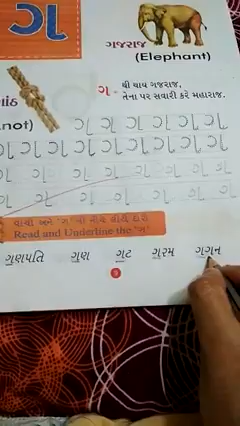 ગ
ગજરાજ
(Elephant)
ગાંઠ
not)
ગ - થી થાય ગજરાજ,
તેના પર સવારી કરે મહારાજ.
ગ ગ ગ ગ ગ ગ ગ
ગ ગ ગ ગ ગ ગ ગ ગ
ગ ગ ગ ગ ગ ગ
ગ ગ ગ ગ ગ ગ
વાંચો અને 'ગ' ની નીચે લીટી દોરો
Read and Underline the 'ગ'
ગણપતિ ગણ ગટ ગરમ ગગન